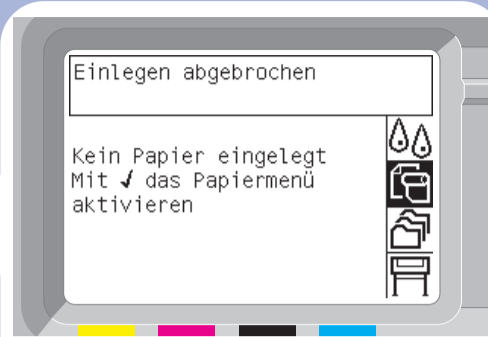 Einlegen abgebrochen
Kein Papier eingelegt
Mit ✓ das Papiermenü
aktivieren